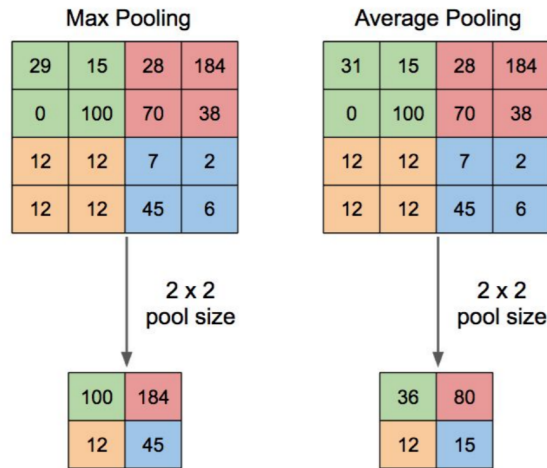 Max Pooling
29 15 28 184
0 100 70 38
12 12 7 2
12 12 45 6
2 x 2
pool size
100 184
12 45
Average Pooling
31 15 28 184
0 100 70 38
12 12 7 2
12 12 45 6
2 x 2
pool size
36 80
12 15